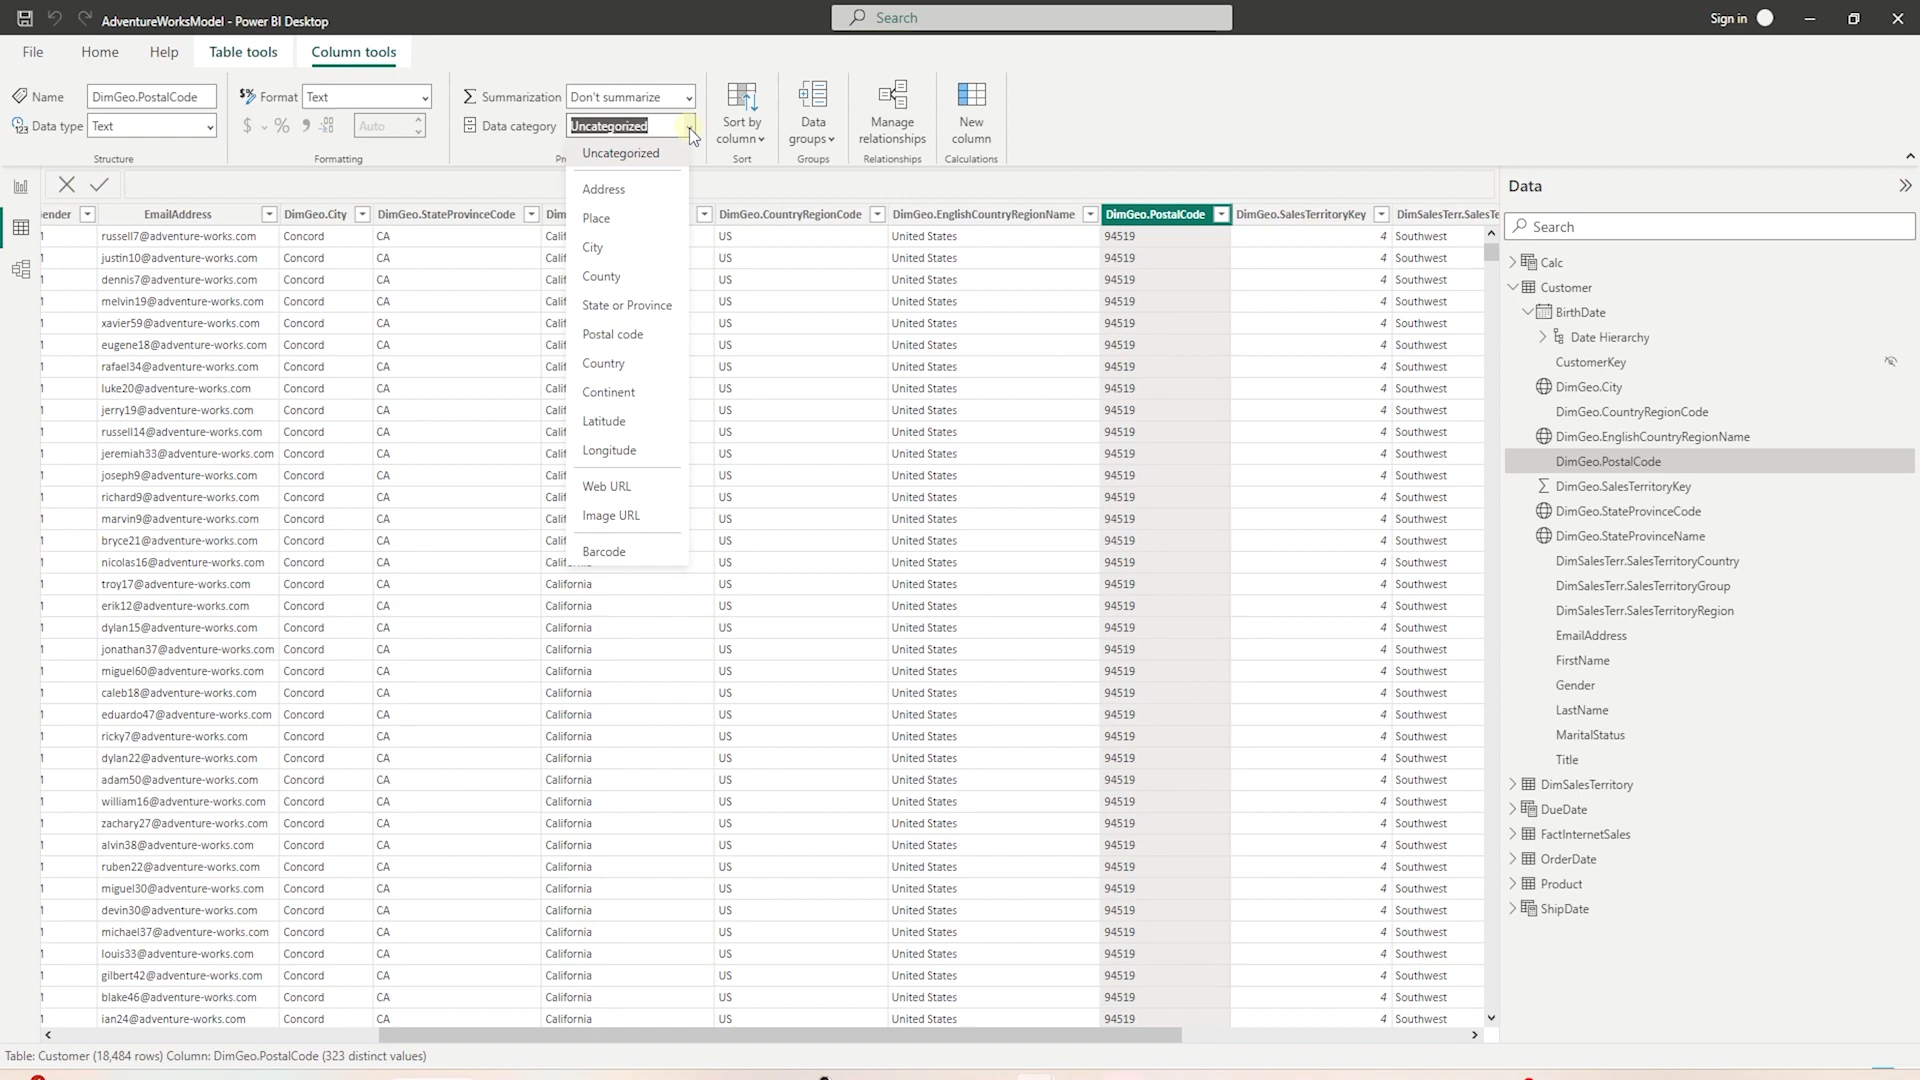 AdventureWorksModel - Power BI Desktop
Search
Sign in
File Home Help Table tools Column tools
Name DimGeo.PostalCode
Data type Text
Structure
Format Text
$ % Auto
Formatting
Summarization Don't summarize
Data category Uncategorized
Sort by column
Sort
Data groups
Groups
Manage relationships
Relationships
New column
Calculations
Uncategorized
Address
Place
City
County
State or Province
Postal code
Country
Continent
Latitude
Longitude
Web URL
Image URL
Barcode
EmailAddress DimGeo.City DimGeo.StateProvinceCode DimGeo.CountryRegionCode DimGeo.EnglishCountryRegionName DimGeo.PostalCode DimGeo.SalesTerritoryKey
russell7@adventure-works.com Concord CA US United States 94519 4 Southwest
justin10@adventure-works.com Concord CA US United States 94519 4 Southwest
dennis7@adventure-works.com Concord CA US United States 94519 4 Southwest
melvin19@adventure-works.com Concord CA US United States 94519 4 Southwest
xavier59@adventure-works.com Concord CA US United States 94519 4 Southwest
eugene18@adventure-works.com Concord CA US United States 94519 4 Southwest
rafael34@adventure-works.com Concord CA US United States 94519 4 Southwest
luke20@adventure-works.com Concord CA US United States 94519 4 Southwest
jerry19@adventure-works.com Concord CA US United States 94519 4 Southwest
russell14@adventure-works.com Concord CA US United States 94519 4 Southwest
jeremiah33@adventure-works.com Concord CA US United States 94519 4 Southwest
joseph9@adventure-works.com Concord CA US United States 94519 4 Southwest
richard9@adventure-works.com Concord CA US United States 94519 4 Southwest
marvin9@adventure-works.com Concord CA US United States 94519 4 Southwest
bryce21@adventure-works.com Concord CA US United States 94519 4 Southwest
nicolas16@adventure-works.com Concord CA US United States 94519 4 Southwest
troy17@adventure-works.com Concord CA California US United States 94519 4 Southwest
erik12@adventure-works.com Concord CA California US United States 94519 4 Southwest
dylan15@adventure-works.com Concord CA California US United States 94519 4 Southwest
jonathan37@adventure-works.com Concord CA California US United States 94519 4 Southwest
miguel60@adventure-works.com Concord CA California US United States 94519 4 Southwest
caleb18@adventure-works.com Concord CA California US United States 94519 4 Southwest
eduardo47@adventure-works.com Concord CA California US United States 94519 4 Southwest
ricky7@adventure-works.com Concord CA California US United States 94519 4 Southwest
dylan22@adventure-works.com Concord CA California US United States 94519 4 Southwest
adam50@adventure-works.com Concord CA California US United States 94519 4 Southwest
william16@adventure-works.com Concord CA California US United States 94519 4 Southwest
zachary27@adventure-works.com Concord CA California US United States 94519 4 Southwest
alvin38@adventure-works.com Concord CA California US United States 94519 4 Southwest
ruben22@adventure-works.com Concord CA California US United States 94519 4 Southwest
miguel30@adventure-works.com Concord CA California US United States 94519 4 Southwest
devin30@adventure-works.com Concord CA California US United States 94519 4 Southwest
michael37@adventure-works.com Concord CA California US United States 94519 4 Southwest
louis33@adventure-works.com Concord CA California US United States 94519 4 Southwest
gilbert42@adventure-works.com Concord CA California US United States 94519 4 Southwest
blake46@adventure-works.com Concord CA California US United States 94519 4 Southwest
ian24@adventure-works.com Concord CA California US United States 94519 4 Southwest
Data
Search
Calc
Customer
BirthDate
Date Hierarchy
CustomerKey
DimGeo.City
DimGeo.CountryRegionCode
DimGeo.EnglishCountryRegionName
DimGeo.PostalCode
DimGeo.SalesTerritoryKey
DimGeo.StateProvinceCode
DimGeo.StateProvinceName
DimSalesTerr.SalesTerritoryCountry
DimSalesTerr.SalesTerritoryGroup
DimSalesTerr.SalesTerritoryRegion
EmailAddress
FirstName
Gender
LastName
MaritalStatus
Title
DimSalesTerritory
DueDate
FactInternetSales
OrderDate
Product
ShipDate
Table: Customer (18,484 rows) Column: DimGeo.PostalCode (323 distinct values)